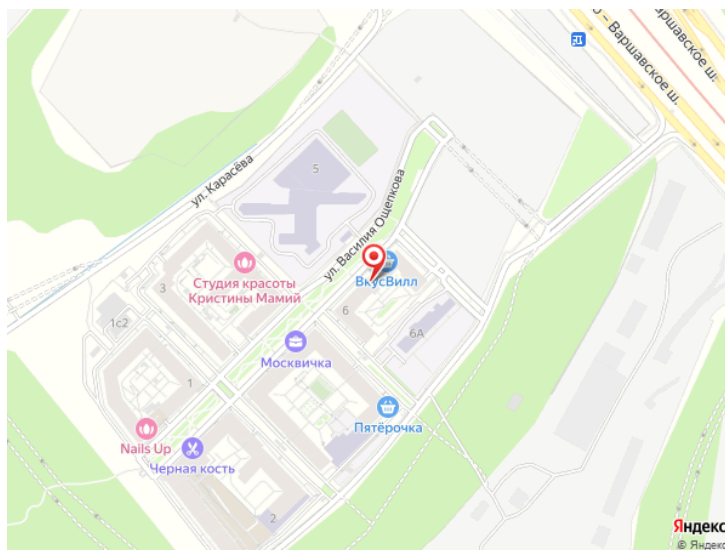 о – Варшавское ш.
Варшавское ш.
ул. Карасёва
5
ул. Василия Ощепкова
Студия красоты
Кристины Мамий
3
ВкусВилл
6
6А
1с2
Москвичка
1
Пятёрочка
Nails Up
Черная кость
2
Яндекс
© Яндекс